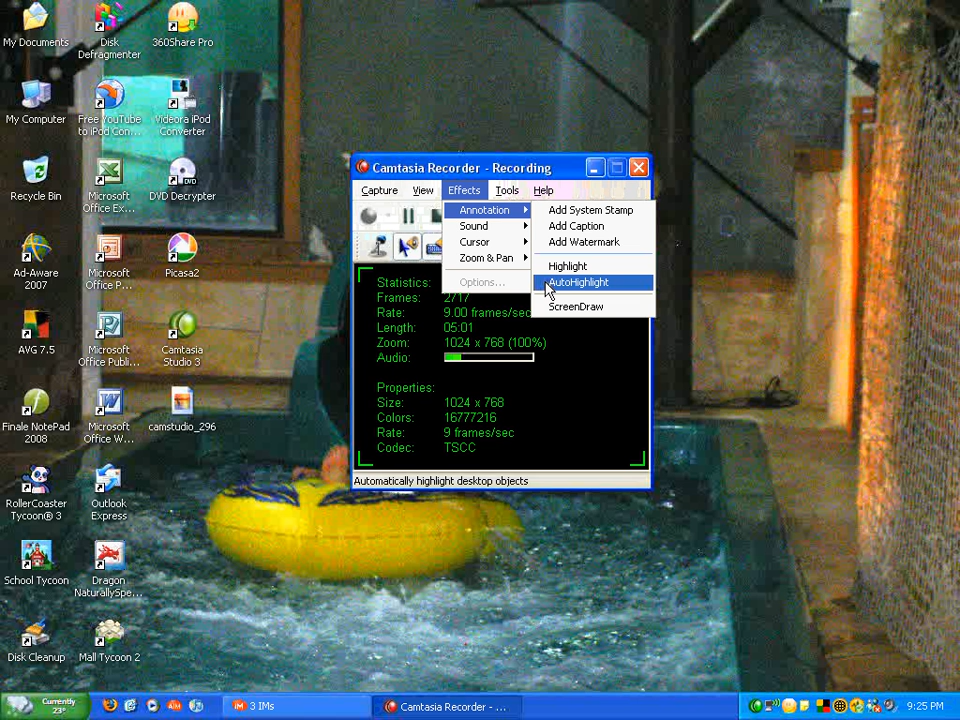 My Documents
Disk
Defragmenter
360Share Pro
My Computer
Free YouTube
to iPod Con...
Videora iPod
Converter
Recycle Bin
Microsoft
Office Ex...
DVD Decrypter
Ad-Aware
2007
Microsoft
Office P...
Picasa2
AVG 7.5
Microsoft
Office Publ...
Camtasia
Studio 3
Finale NotePad
2008
Microsoft
Office W...
camstudio_296
RollerCoaster
Tycoon® 3
Outlook
Express
School Tycoon
Dragon
NaturallySpe...
Disk Cleanup
Mall Tycoon 2
Camtasia Recorder - Recording
Capture View Effects Tools Help
Annotation
Sound
Cursor
Zoom & Pan
Options...
Add System Stamp
Add Caption
Add Watermark
Highlight
AutoHighlight
ScreenDraw
Statistics:
Frames: 2717
Rate: 9.00 frames/sec
Length: 05:01
Zoom: 1024 x 768 (100%)
Audio:
Properties:
Size: 1024 x 768
Colors: 16777216
Rate: 9 frames/sec
Codec: TSCC
Automatically highlight desktop objects
Currently
23°
3 IMs
Camtasia Recorder - ...
9:25 PM